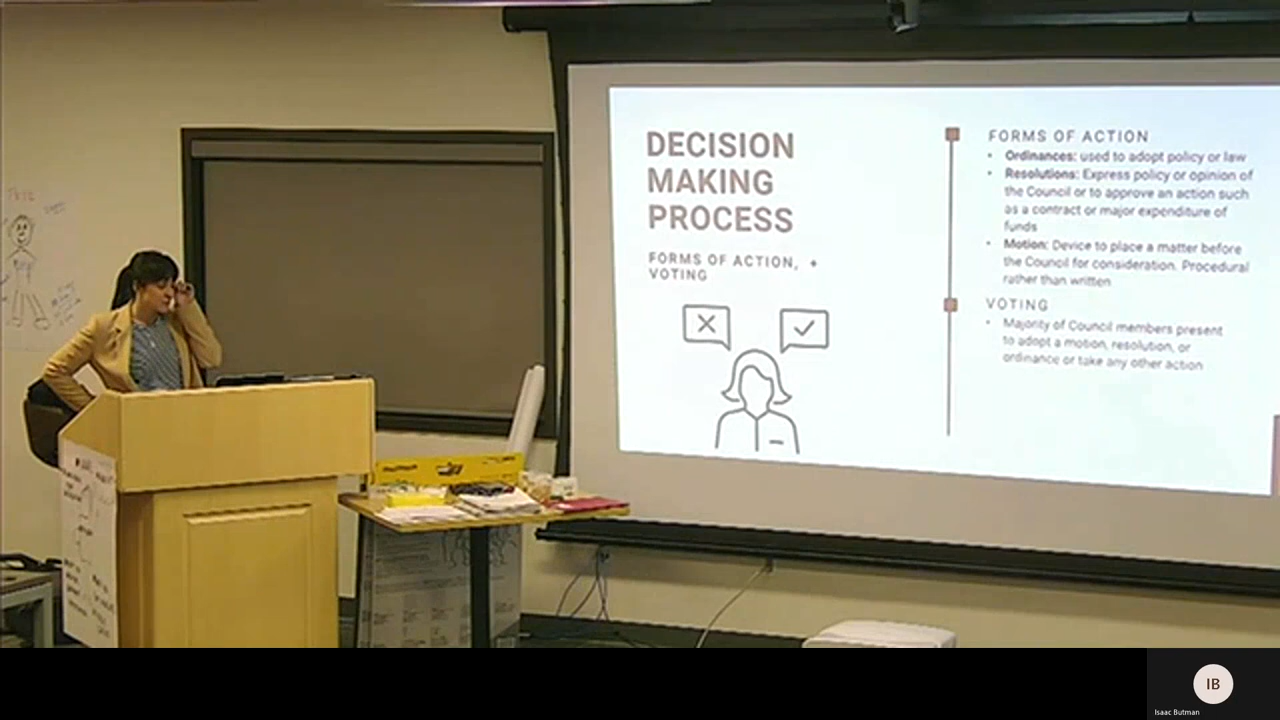 DECISION
MAKING
PROCESS
FORMS OF ACTION, +
VOTING
FORMS OF ACTION
• Ordinances: used to adopt policy or law
• Resolutions: Express policy or opinion of
the Council or to approve an action such
as a contract or major expenditure of
funds
• Motion: Device to place a matter before
the Council for consideration. Procedural
rather than written
VOTING
• Majority of Council members present
to adopt a motion, resolution, or
ordinance or take any other action
IB
Isaac Butman